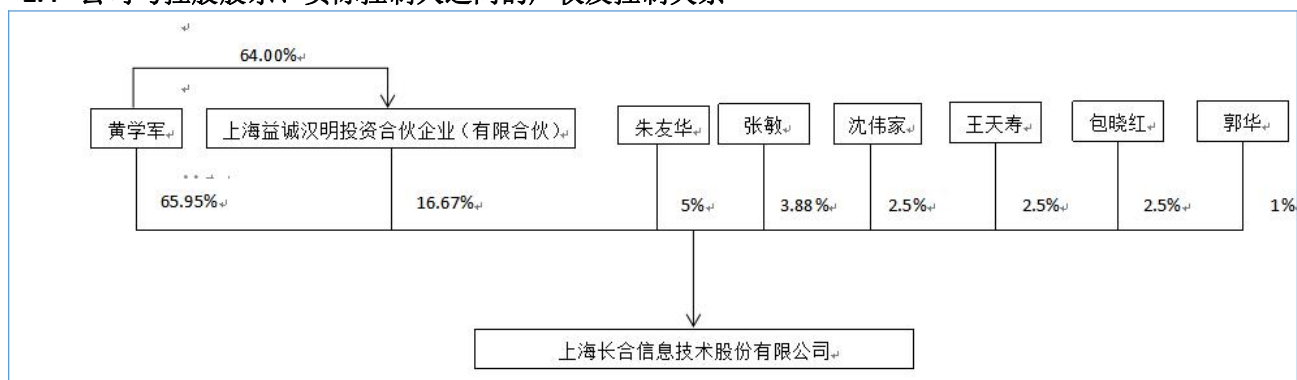 64.00%
黄学军
上海益诚汉明投资合伙企业（有限合伙）
朱友华
张敏
沈伟家
王天寿
包晓红
郭华
65.95%
16.67%
5%
3.88%
2.5%
2.5%
2.5%
1%
上海长合信息技术股份有限公司